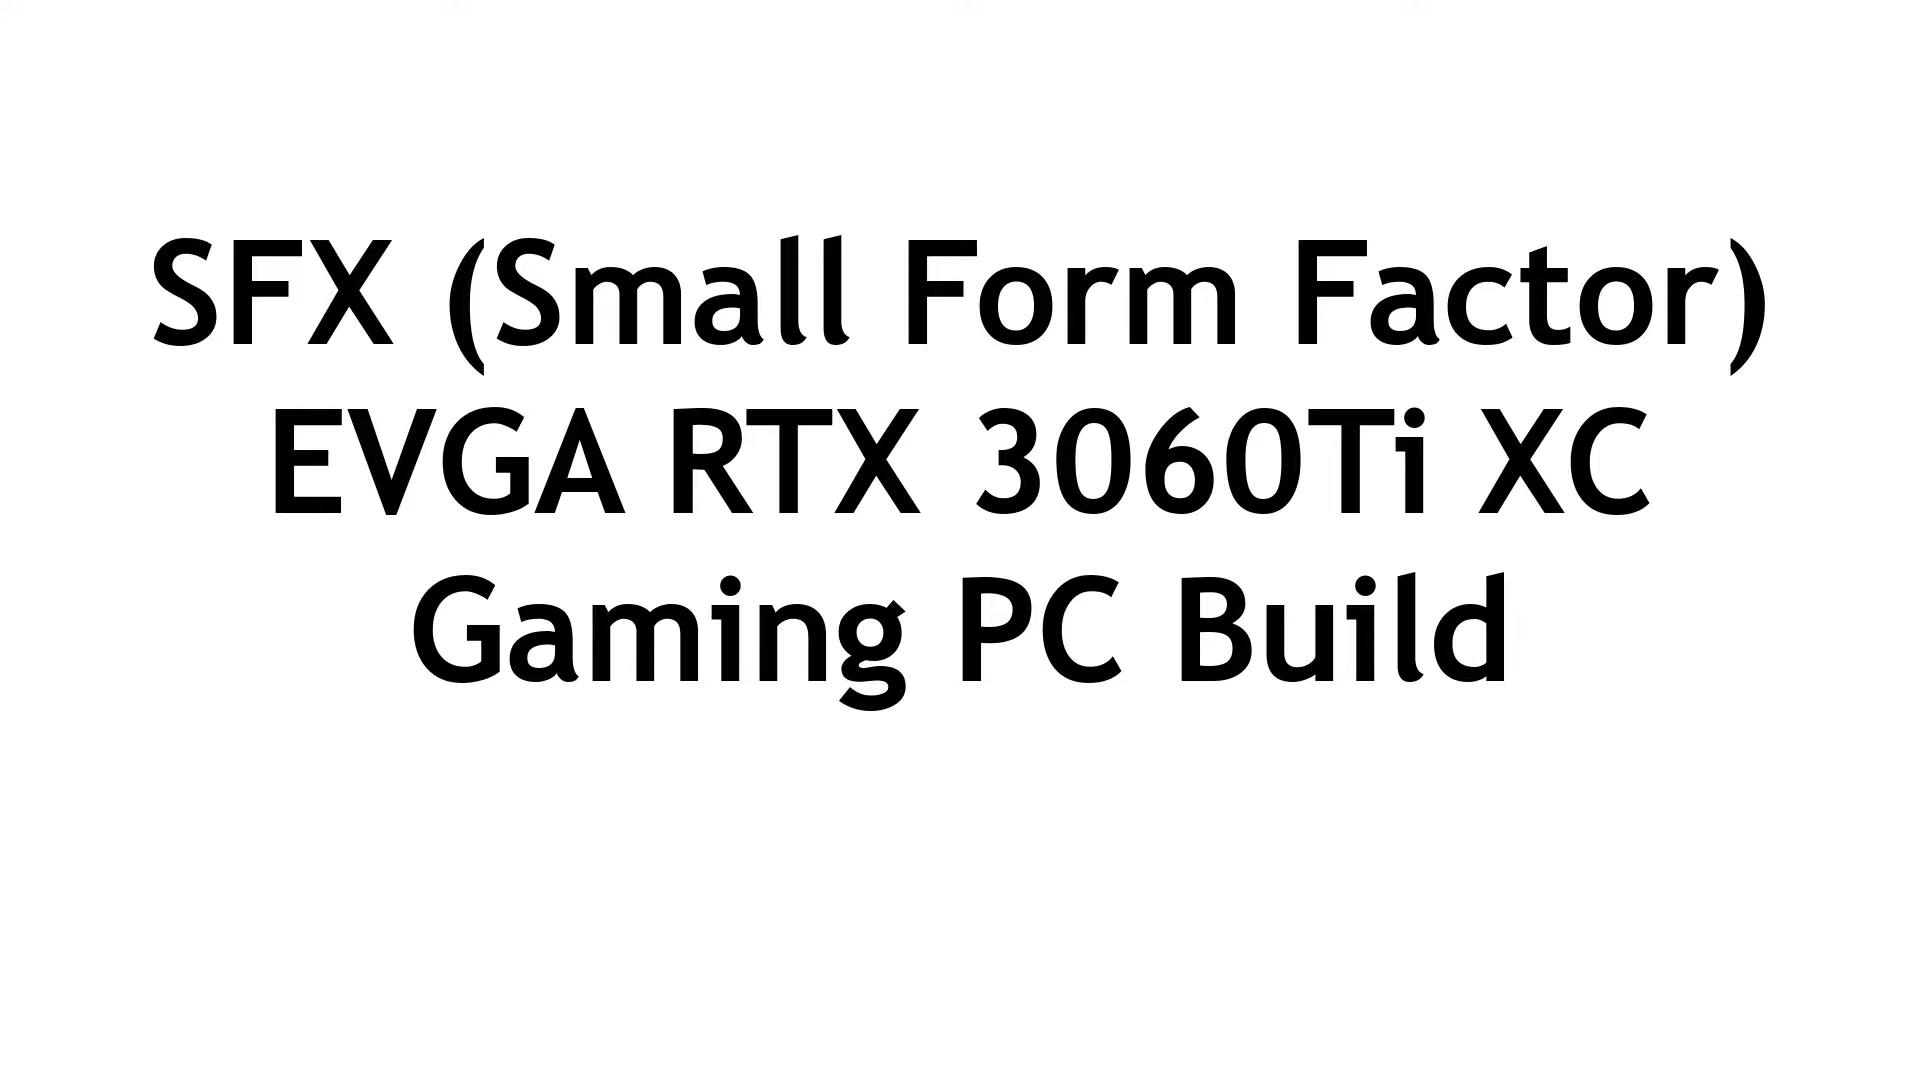 SFX (Small Form Factor)
EVGA RTX 3060Ti XC
Gaming PC Build